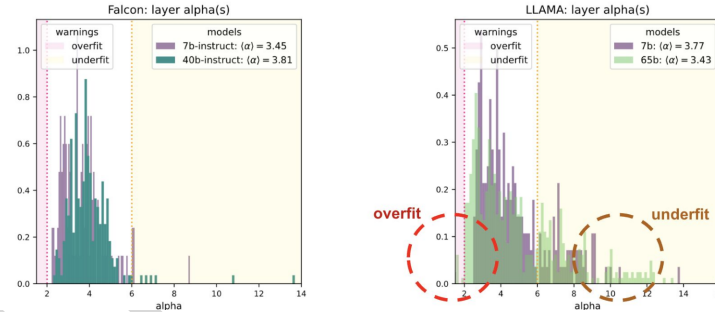 Falcon: layer alpha(s)
warnings
overfit
underfit
models
7b-instruct: ⟨α⟩ = 3.45
40b-instruct: ⟨α⟩ = 3.81
1.0
0.8
0.6
0.4
0.2
0.0
2
4
6
8
10
12
14
alpha
LLAMA: layer alpha(s)
warnings
overfit
underfit
models
7b: ⟨α⟩ = 3.77
65b: ⟨α⟩ = 3.43
0.5
0.4
0.3
0.2
0.1
0.0
overfit
underfit
2
4
6
8
10
12
14
alpha